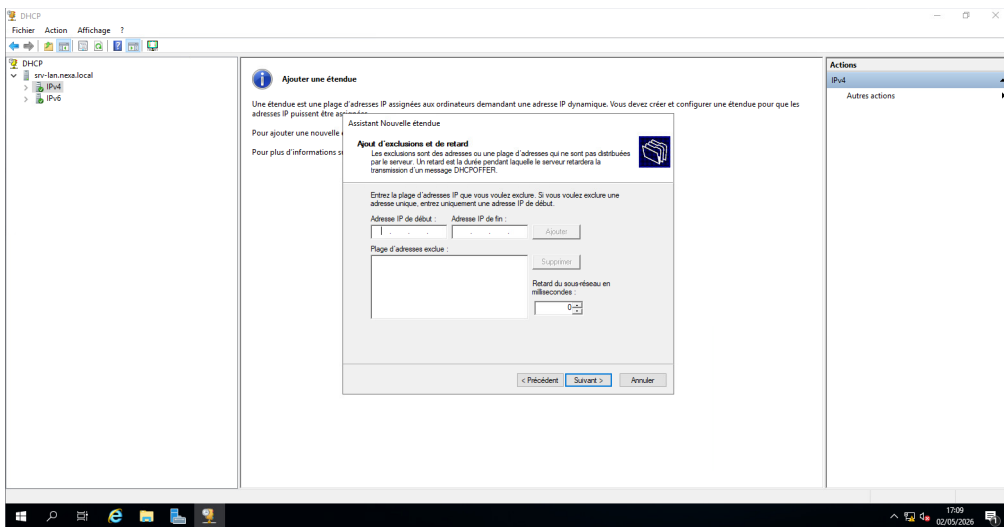 DHCP
Fichier Action Affichage ?
DHCP
srv-lan.nexa.local
IPv4
IPv6
Ajouter une étendue
Une étendue est une plage d'adresses IP assignées aux ordinateurs demandant une adresse IP dynamique. Vous devez créer et configurer une étendue pour que les
adresses IP puissent être
Pour ajouter une nouvelle
Pour plus d'informations
Assistant Nouvelle étendue
Ajout d'exclusions et de retard
Les exclusions sont des adresses ou une plage d'adresses qui ne sont pas distribuées
par le serveur. Un retard est la durée pendant laquelle le serveur retardera la
transmission d'un message DHCPOFFER.
Entrez la plage d'adresses IP que vous voulez exclure. Si vous voulez exclure une
adresse unique, entrez uniquement une adresse IP de début.
Adresse IP de début : Adresse IP de fin :
Ajouter
Plage d'adresses exclue :
Supprimer
Retard du sous-réseau en
millisecondes :
0
< Précédent Suivant > Annuler
Actions
IPv4
Autres actions
17:09
02/05/2026